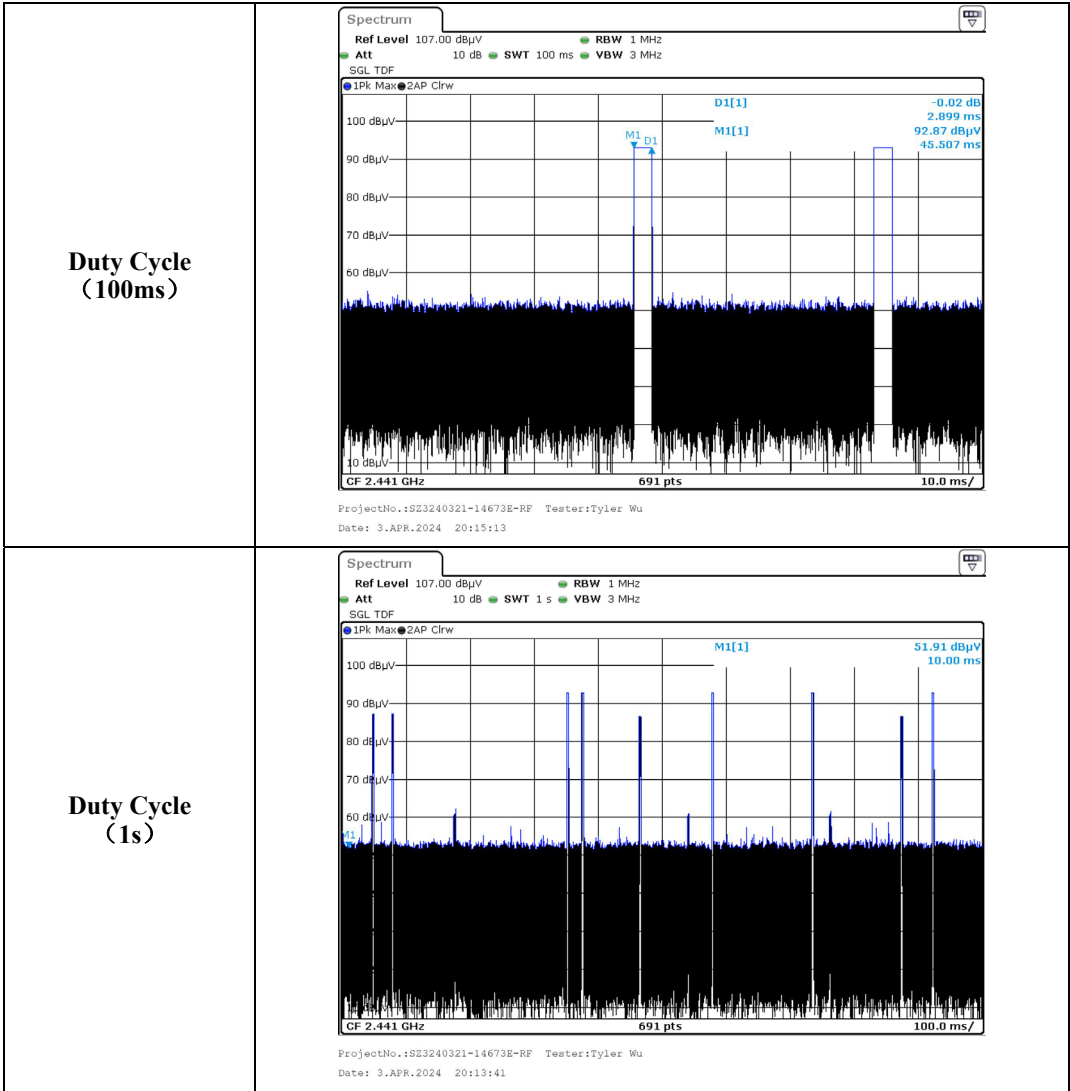 Duty Cycle
（100ms）
Spectrum
Ref Level 107.00 dBµV RBW 1 MHz
Att 10 dB SWT 100 ms VBW 3 MHz
SGL TDF
1Pk Max 2AP Clrw
D1[1] -0.02 dB
2.899 ms
M1[1] 92.87 dBµV
45.507 ms
100 dBµV
M1 D1
90 dBµV
80 dBµV
70 dBµV
60 dBµV
10 dBµV
CF 2.441 GHz 691 pts 10.0 ms/
ProjectNo.:SZ3240321-14673E-RF Tester:Tyler Wu
Date: 3.APR.2024 20:15:13
Duty Cycle
（1s）
Spectrum
Ref Level 107.00 dBµV RBW 1 MHz
Att 10 dB SWT 1 s VBW 3 MHz
SGL TDF
1Pk Max 2AP Clrw
M1[1] 51.91 dBµV
10.00 ms
100 dBµV
90 dBµV
80 dBµV
70 dBµV
60 dBµV
M1
CF 2.441 GHz 691 pts 100.0 ms/
ProjectNo.:SZ3240321-14673E-RF Tester:Tyler Wu
Date: 3.APR.2024 20:13:41